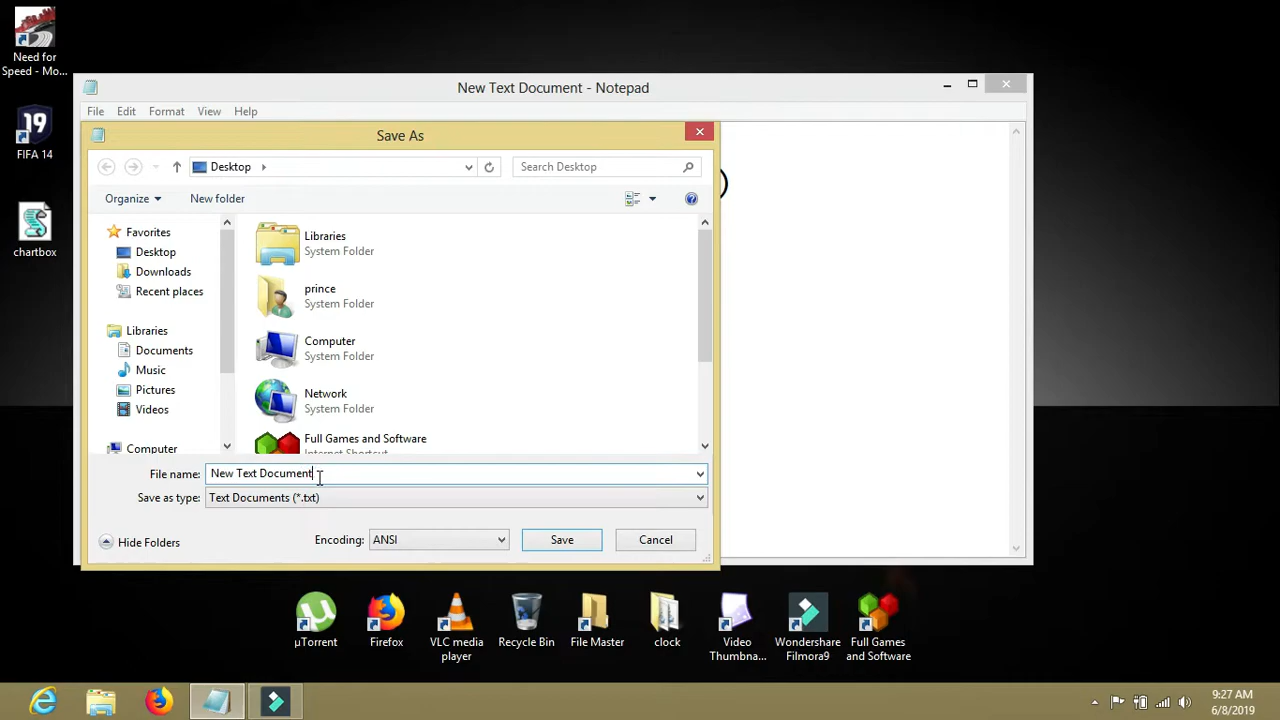 Need for
Speed - Mo...
19
FIFA 14
chartbox
New Text Document - Notepad
File Edit Format View Help
)
Save As
Desktop
Search Desktop
Organize New folder
Favorites
Desktop
Downloads
Recent places
Libraries
Documents
Music
Pictures
Videos
Computer
Libraries
System Folder
prince
System Folder
Computer
System Folder
Network
System Folder
Full Games and Software
Internet Shortcut
File name: New Text Document
Save as type: Text Documents (*.txt)
Hide Folders
Encoding: ANSI Save Cancel
µTorrent
Firefox
VLC media
player
Recycle Bin
File Master
clock
Video
Thumbna...
Wondershare
Filmora9
Full Games
and Software
9:27 AM
6/8/2019